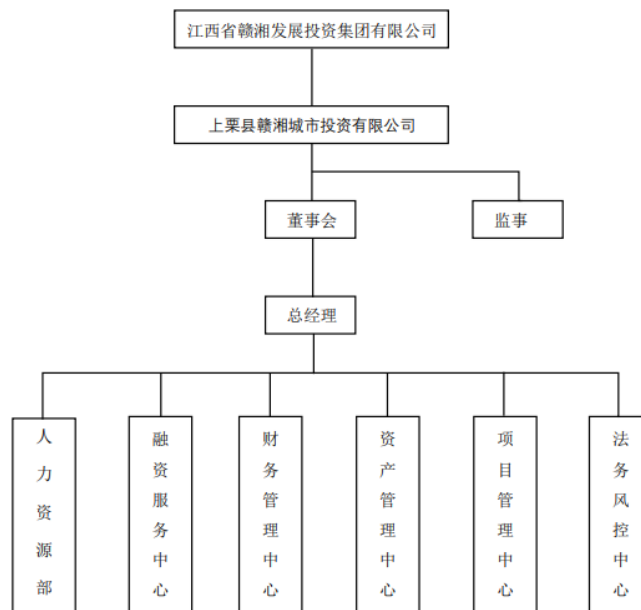 江西省赣湘发展投资集团有限公司
上栗县赣湘城市投资有限公司
董事会
监事
总经理
人力资源部
融资服务中心
财务管理中心
资产管理中心
项目管理中心
法务风控中心